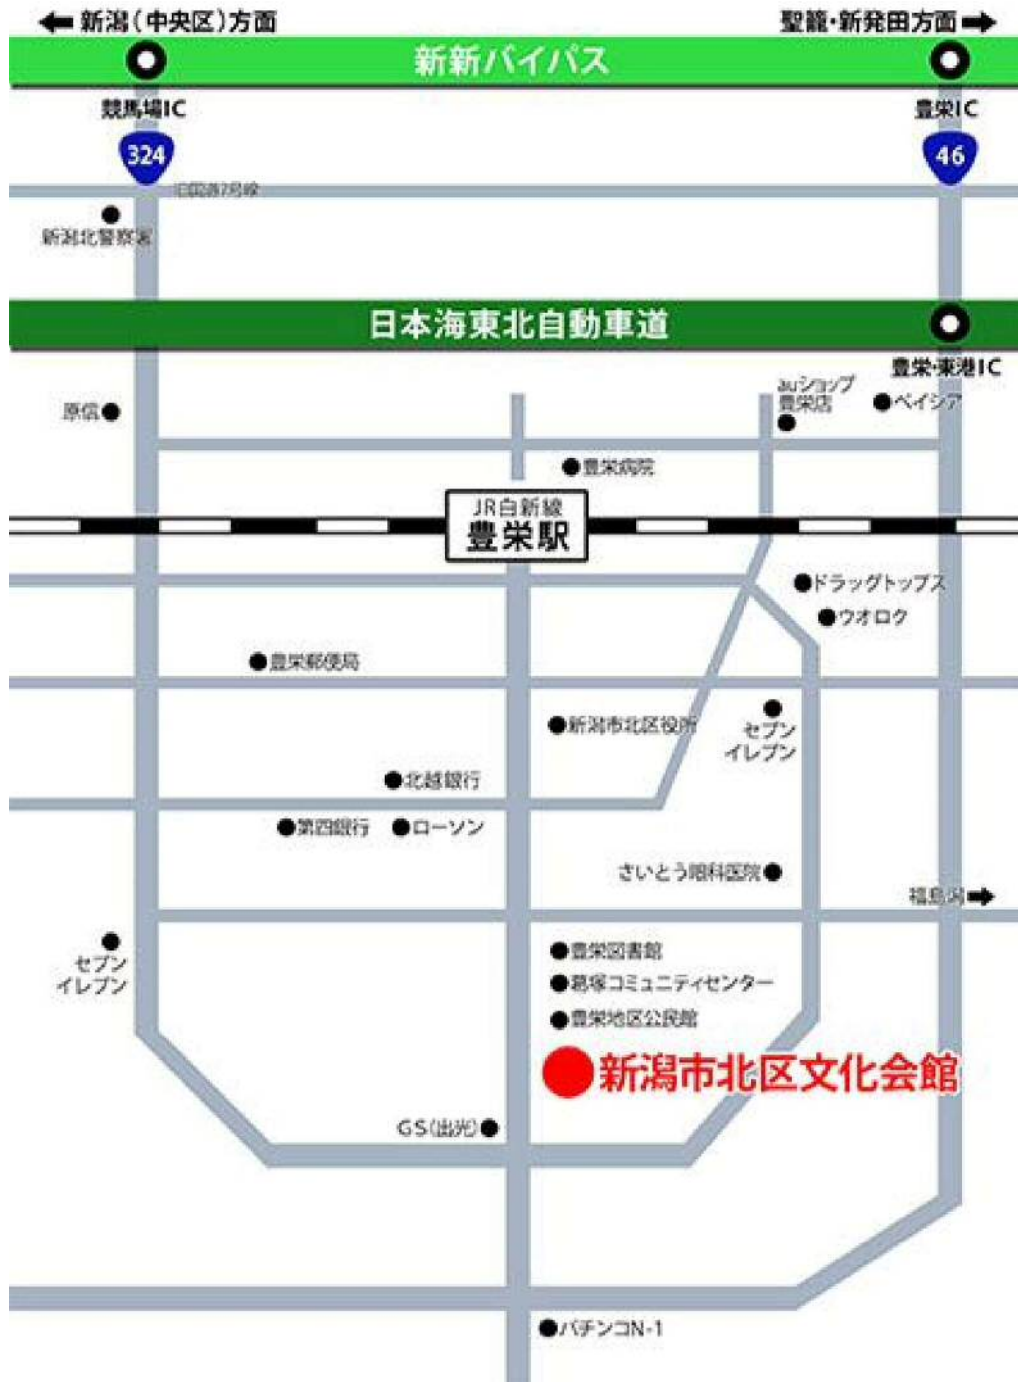 新潟(中央区)方面
聖籠・新発田方面
新新バイパス
競馬場IC
豊栄IC
324
46
旧国道7号線
新潟北警察署
日本海東北自動車道
豊栄・東港IC
auショップ
豊栄店
ベイシア
原信
豊栄病院
JR白新線
豊栄駅
ドラッグトップス
ウオロク
豊栄郵便局
新潟市北区役所
セブン
イレブン
北越銀行
第四銀行
ローソン
さいとう眼科医院
福島潟
セブン
イレブン
豊栄図書館
葛塚コミュニティセンター
豊栄地区公民館
新潟市北区文化会館
GS(出光)
パチンコN-1